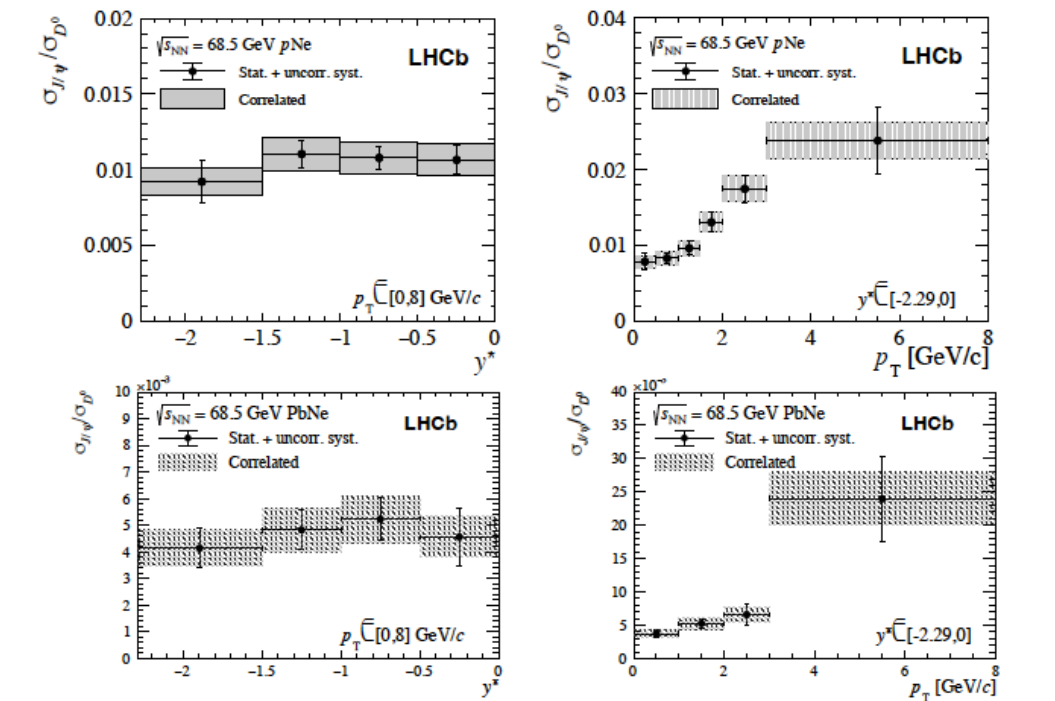 σJ/ψ/σD⁰
0.02
0.015
0.01
0.005
0
√sNN = 68.5 GeV pNe
LHCb
Stat. + uncorr. syst.
Correlated
pT∈[0,8] GeV/c
−2 −1.5 −1 −0.5 0
y*
σJ/ψ/σD⁰
0.04
0.03
0.02
0.01
0
√sNN = 68.5 GeV pNe
LHCb
Stat. + uncorr. syst.
Correlated
y*∈[-2.29,0]
0 2 4 6 8
pT [GeV/c]
σJ/ψ/σD⁰
×10⁻³
10
9
8
7
6
5
4
3
2
1
0
√sNN = 68.5 GeV PbNe
LHCb
Stat. + uncorr. syst.
Correlated
pT∈[0,8] GeV/c
−2 −1.5 −1 −0.5 0
y*
σJ/ψ/σD⁰
40
35
30
25
20
15
10
5
0
√sNN = 68.5 GeV PbNe
LHCb
Stat. + uncorr. syst.
Correlated
y*∈[-2.29,0]
0 2 4 6 8
pT [GeV/c]